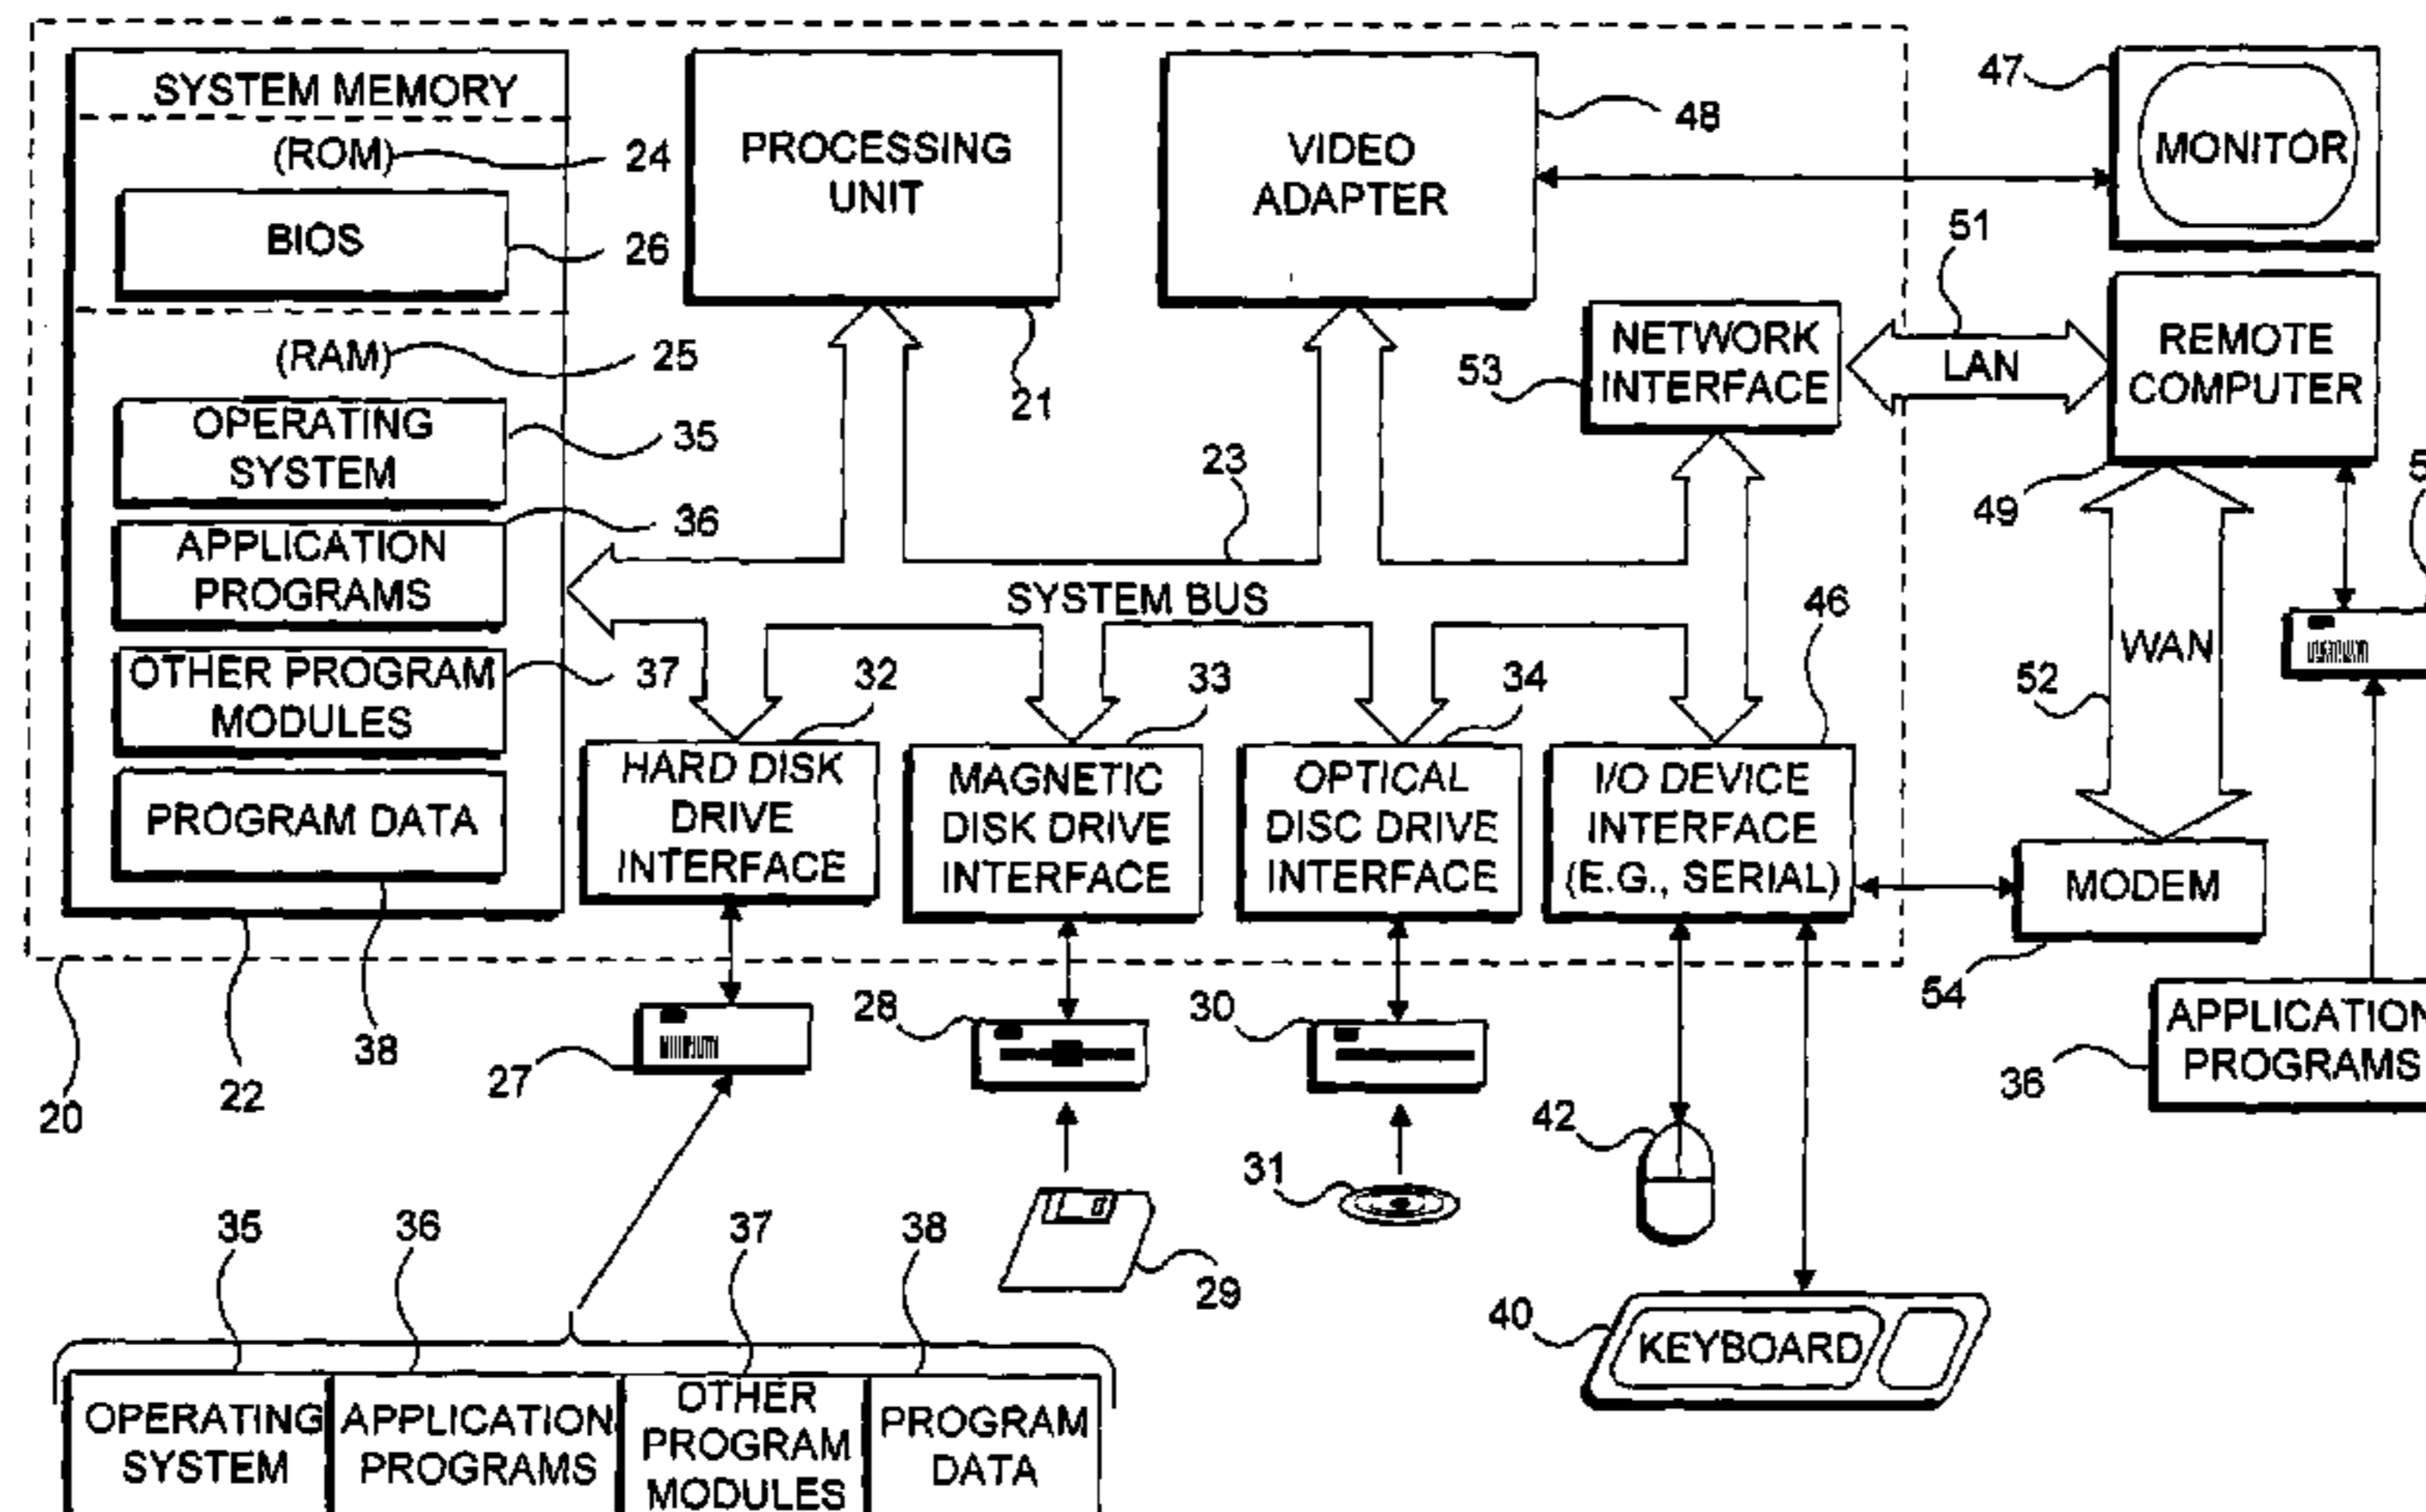 SYSTEM MEMORY
(ROM)
24
BIOS
26
(RAM)
25
OPERATING
SYSTEM
35
APPLICATION
PROGRAMS
36
OTHER PROGRAM
MODULES
37
PROGRAM DATA
38
22
20
PROCESSING
UNIT
21
VIDEO
ADAPTER
48
47
MONITOR
51
NETWORK
INTERFACE
53
LAN
REMOTE
COMPUTER
49
23
SYSTEM BUS
46
WAN
52
32
HARD DISK
DRIVE
INTERFACE
33
MAGNETIC
DISK DRIVE
INTERFACE
34
OPTICAL
DISC DRIVE
INTERFACE
I/O DEVICE
INTERFACE
(E.G., SERIAL)
MODEM
54
APPLICATION
PROGRAMS
36
27
28
30
42
31
29
40
KEYBOARD
35
36
37
38
OPERATING
SYSTEM
APPLICATION
PROGRAMS
OTHER
PROGRAM
MODULES
PROGRAM
DATA